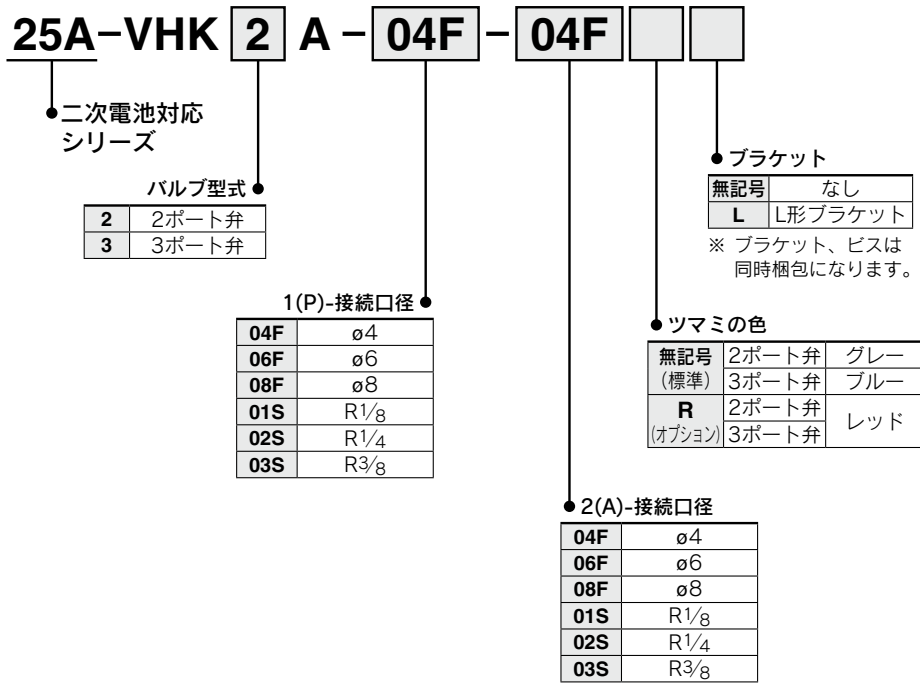 25A-VHK 2 A - 04F - 04F
二次電池対応
シリーズ
バルブ型式
2 2ポート弁
3 3ポート弁
1(P)-接続口径
04F ø4
06F ø6
08F ø8
01S R1/8
02S R1/4
03S R3/8
ブラケット
無記号 なし
L L形ブラケット
※ ブラケット、ビスは
同時梱包になります。
ツマミの色
無記号 2ポート弁 グレー
(標準) 3ポート弁 ブルー
R 2ポート弁 レッド
(オプション) 3ポート弁
2(A)-接続口径
04F ø4
06F ø6
08F ø8
01S R1/8
02S R1/4
03S R3/8